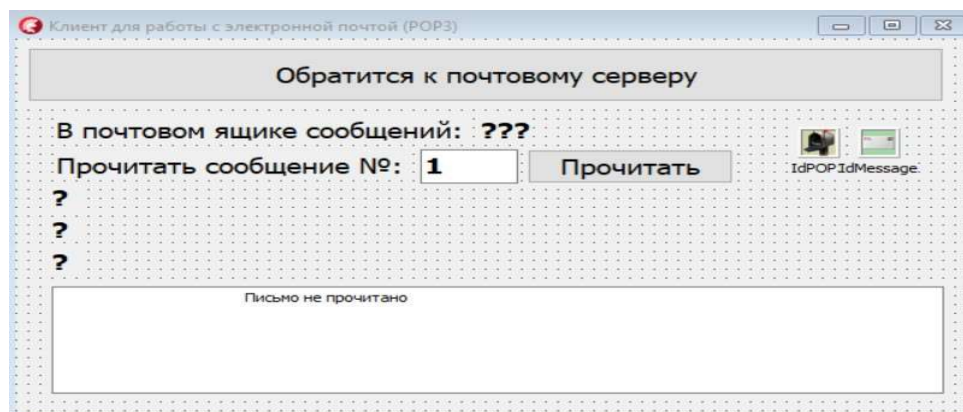 Клиент для работы с электронной почтой (POP3)
Обратится к почтовому серверу
В почтовом ящике сообщений: ???
Прочитать сообщение №: 1 Прочитать
IdPOP IdMessage
?
?
?
Письмо не прочитано